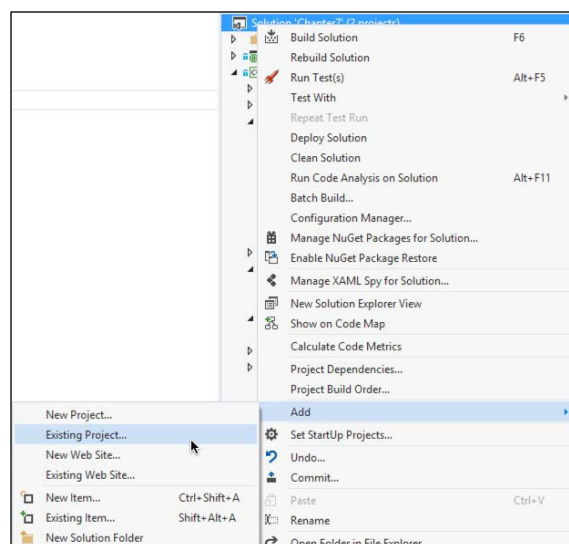 Solution 'Chapter7' (2 projects)
Build Solution F6
Rebuild Solution
Run Test(s) Alt+F5
Test With
Repeat Test Run
Deploy Solution
Clean Solution
Run Code Analysis on Solution Alt+F11
Batch Build...
Configuration Manager...
Manage NuGet Packages for Solution...
Enable NuGet Package Restore
Manage XAML Spy for Solution...
New Solution Explorer View
Show on Code Map
Calculate Code Metrics
Project Dependencies...
Project Build Order...
Add
Set StartUp Projects...
Undo...
Commit...
Paste Ctrl+V
Rename
Open Folder in File Explorer
New Project...
Existing Project...
New Web Site...
Existing Web Site...
New Item... Ctrl+Shift+A
Existing Item... Shift+Alt+A
New Solution Folder